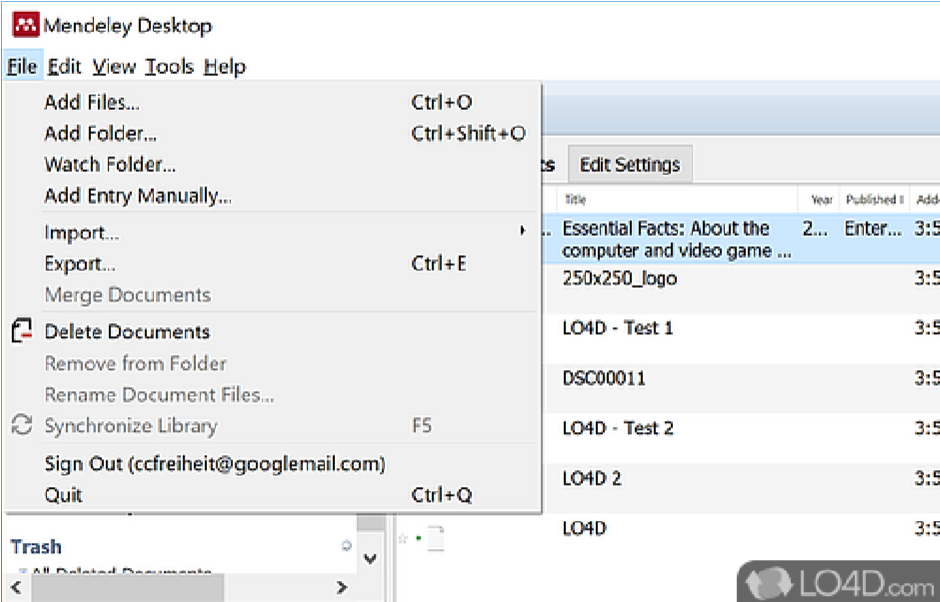 Mendeley Desktop
File Edit View Tools Help
Add Files... Ctrl+O
Add Folder... Ctrl+Shift+O
Watch Folder...
Add Entry Manually...
Import...
Export... Ctrl+E
Merge Documents
Delete Documents
Remove from Folder
Rename Document Files...
Synchronize Library F5
Sign Out (ccfreiheit@googlemail.com)
Quit Ctrl+Q
Edit Settings
Title Year Published
Essential Facts: About the 2... Enter... 3:5
computer and video game ...
250x250_logo 3:5
LO4D - Test 1 3:5
DSC00011 3:5
LO4D - Test 2 3:5
LO4D 2 3:5
LO4D 3:5
Trash
All Deleted Documents
LO4D.com